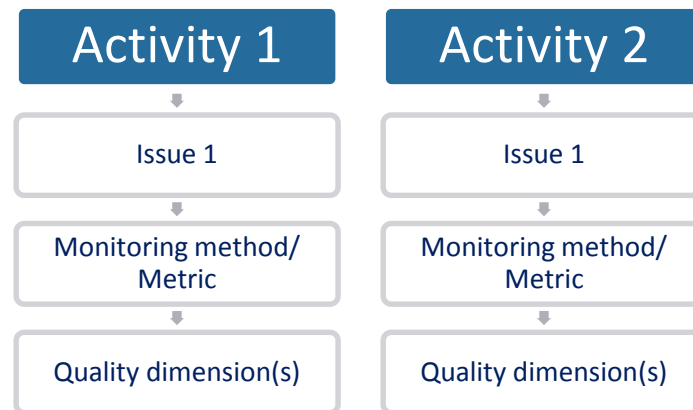 Activity 1
Issue 1
Monitoring method/
Metric
Quality dimension(s)
Activity 2
Issue 1
Monitoring method/
Metric
Quality dimension(s)